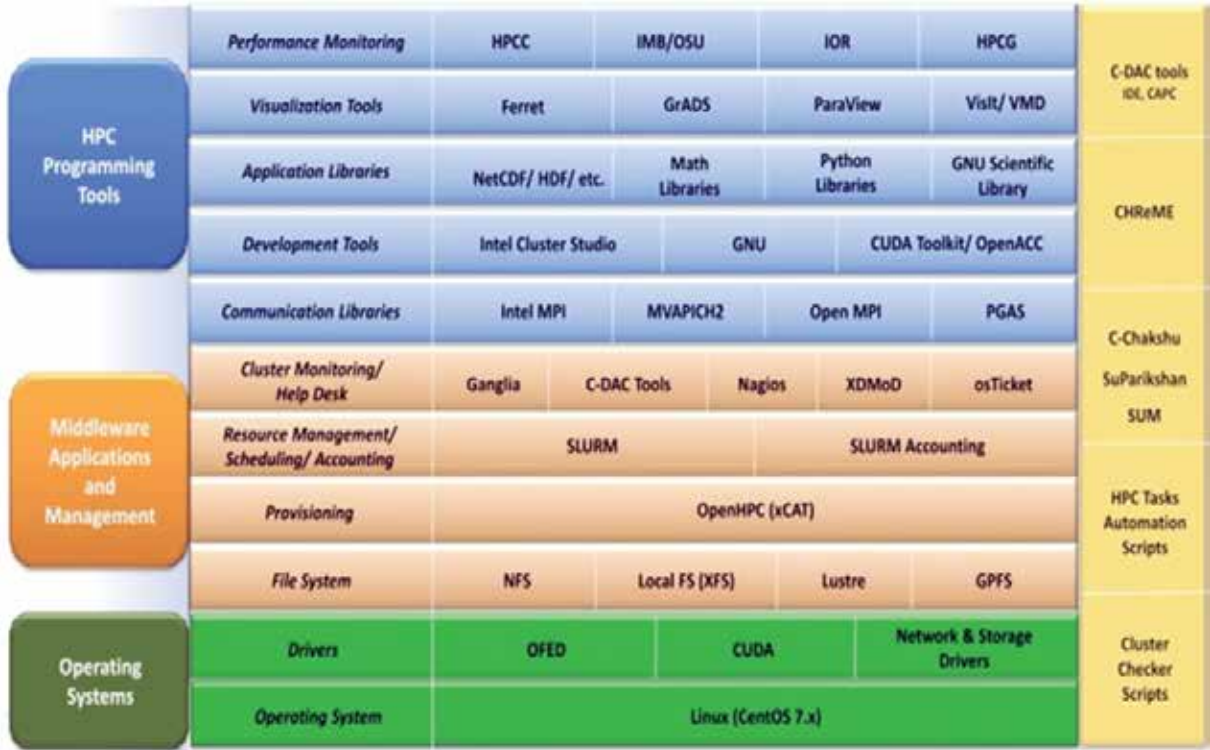 Performance Monitoring HPCC IMB/OSU IOR HPCG
Visualization Tools Ferret GrADS ParaView VisIt/ VMD
HPC
Programming
Tools
Application Libraries NetCDF/ HDF/ etc. Math
Libraries Python
Libraries GNU Scientific
Library
Development Tools Intel Cluster Studio GNU CUDA Toolkit/ OpenACC
Communication Libraries Intel MPI MVAPICH2 Open MPI PGAS
Middleware
Applications
and
Management
Cluster Monitoring/
Help Desk Ganglia C-DAC Tools Nagios XDMoD osTicket
Resource Management/
Scheduling/ Accounting SLURM SLURM Accounting
Provisioning OpenHPC (xCAT)
File System NFS Local FS (XFS) Lustre GPFS
Operating
Systems
Drivers OFED CUDA Network & Storage
Drivers
Operating System Linux (CentOS 7.x)
C-DAC tools
IDE, CAPC
CHReME
C-Chakshu
SuParikshan
SUM
HPC Tasks
Automation
Scripts
Cluster
Checker
Scripts